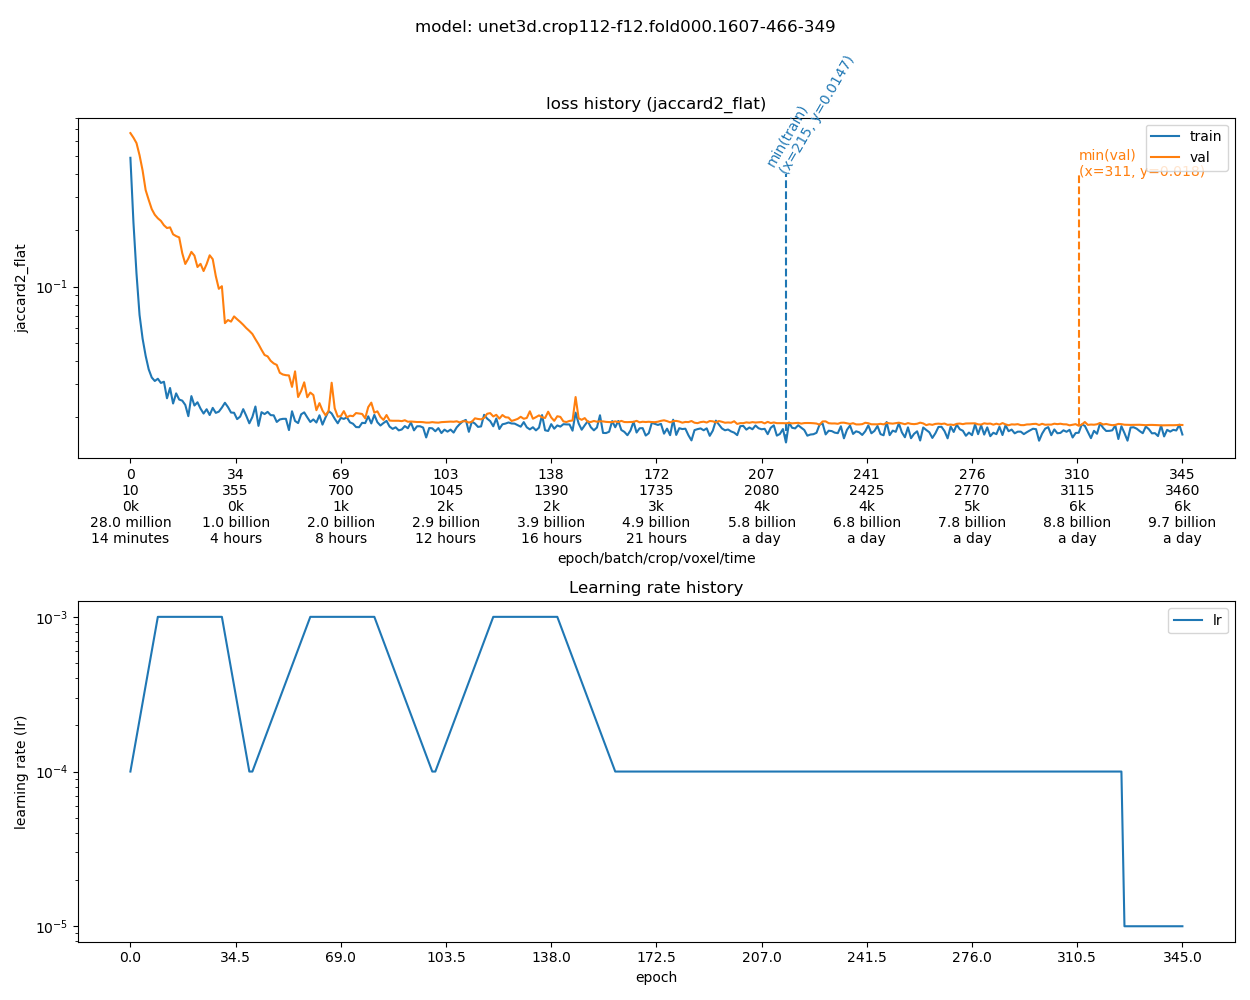 model: unet3d.crop112-f12.fold000.1607-466-349
loss history (jaccard2_flat)
min(train)
(x=215, y=0.0147)
min(val)
(x=311, y=0.018)
train
val
jaccard2_flat
10⁻¹
0 34 69 103 138 172 207 241 276 310 345
10 355 700 1045 1390 1735 2080 2425 2770 3115 3460
0k 0k 1k 2k 2k 3k 4k 4k 5k 6k 6k
28.0 million 1.0 billion 2.0 billion 2.9 billion 3.9 billion 4.9 billion 5.8 billion 6.8 billion 7.8 billion 8.8 billion 9.7 billion
14 minutes 4 hours 8 hours 12 hours 16 hours 21 hours a day a day a day a day a day
epoch/batch/crop/voxel/time
Learning rate history
lr
learning rate (lr)
10⁻³
10⁻⁴
10⁻⁵
0.0 34.5 69.0 103.5 138.0 172.5 207.0 241.5 276.0 310.5 345.0
epoch